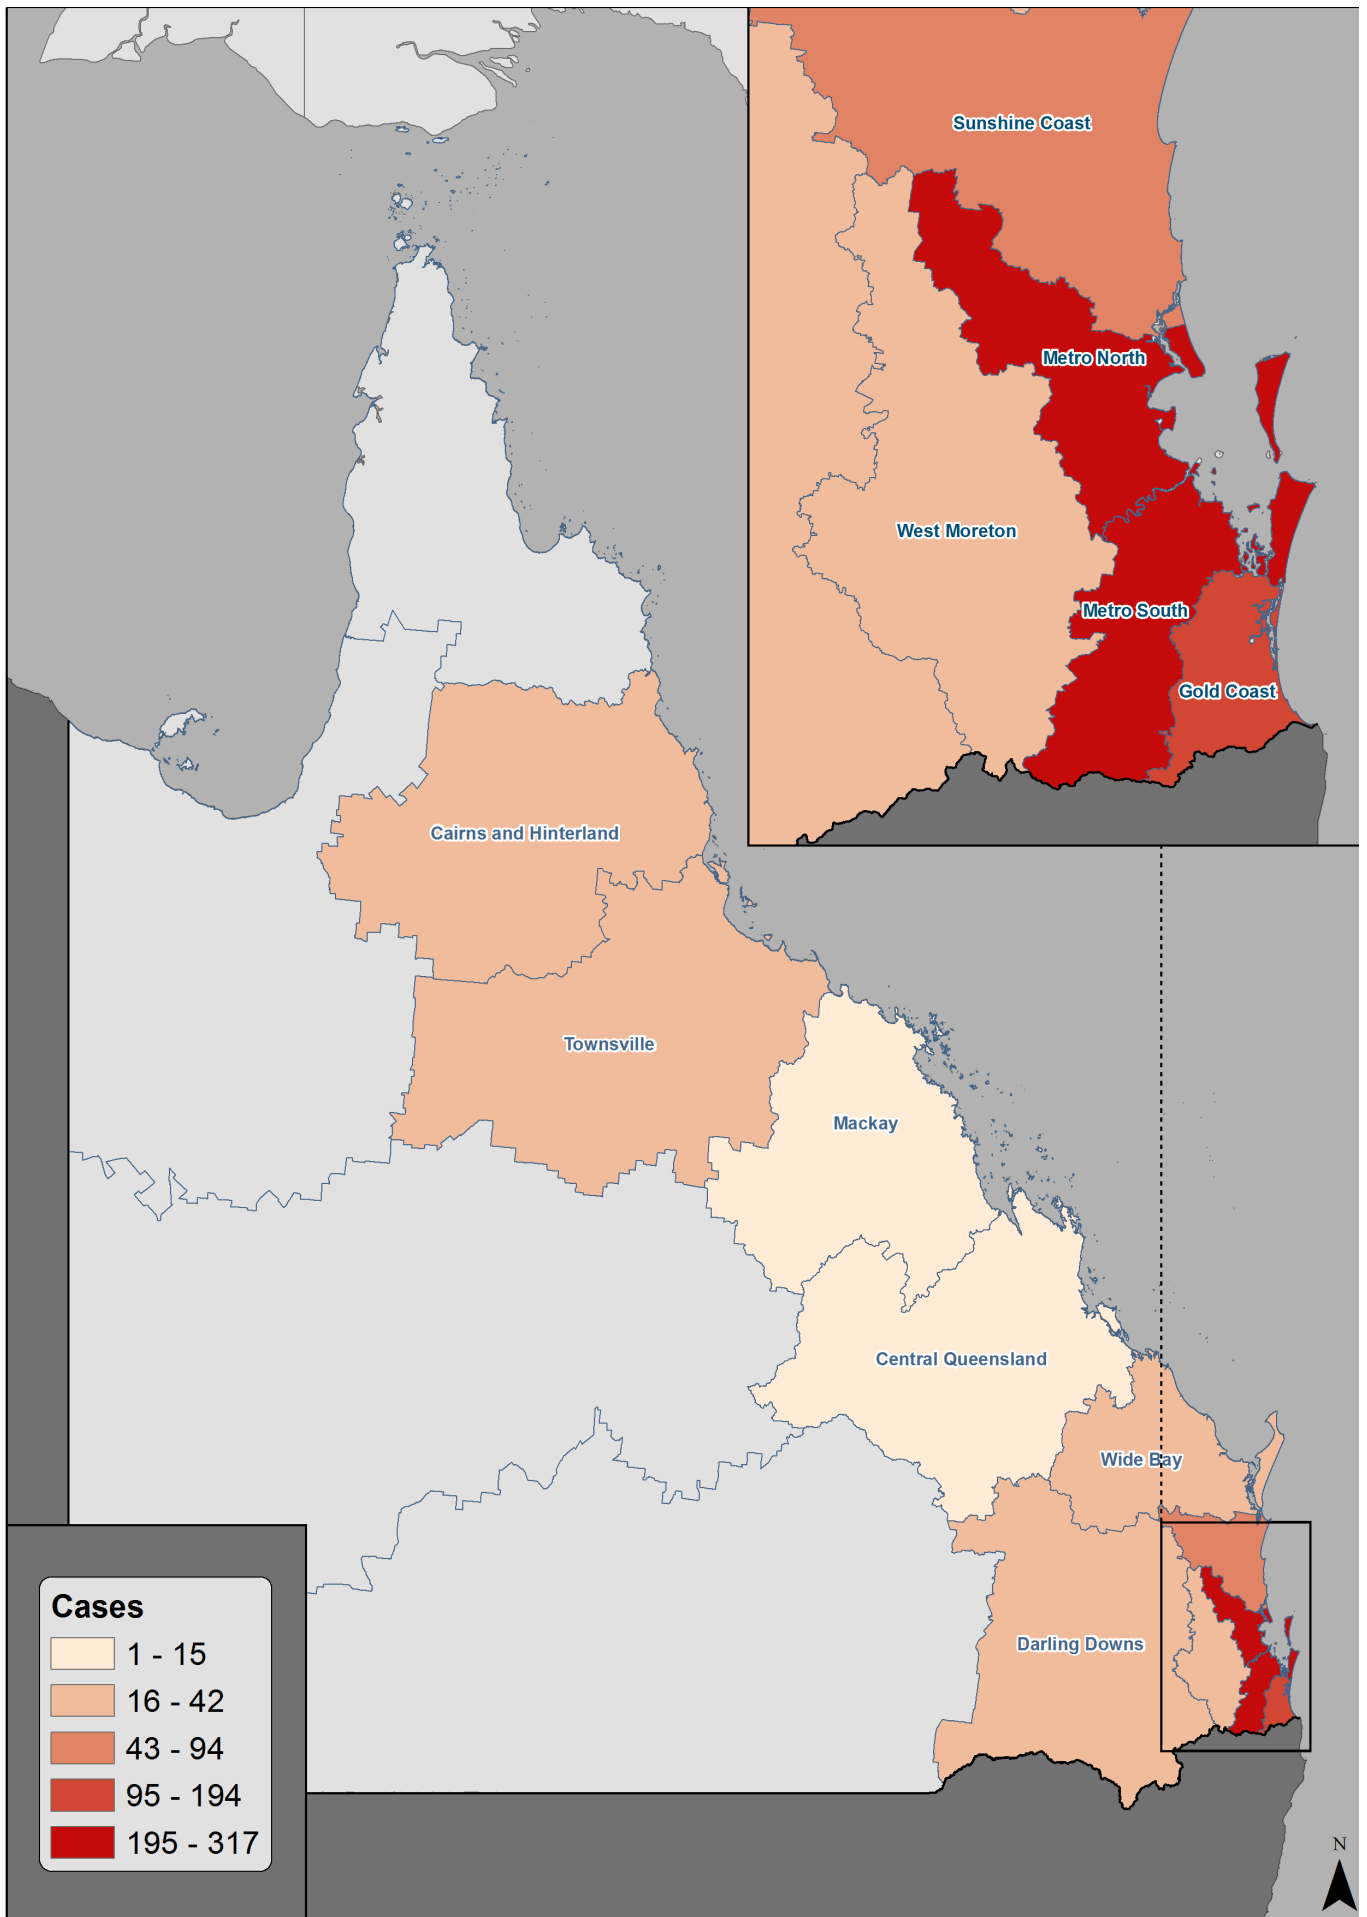 Sunshine Coast
Metro North
West Moreton
Metro South
Gold Coast
Cairns and Hinterland
Townsville
Mackay
Central Queensland
Wide Bay
Darling Downs
Cases
1 - 15
16 - 42
43 - 94
95 - 194
195 - 317
N